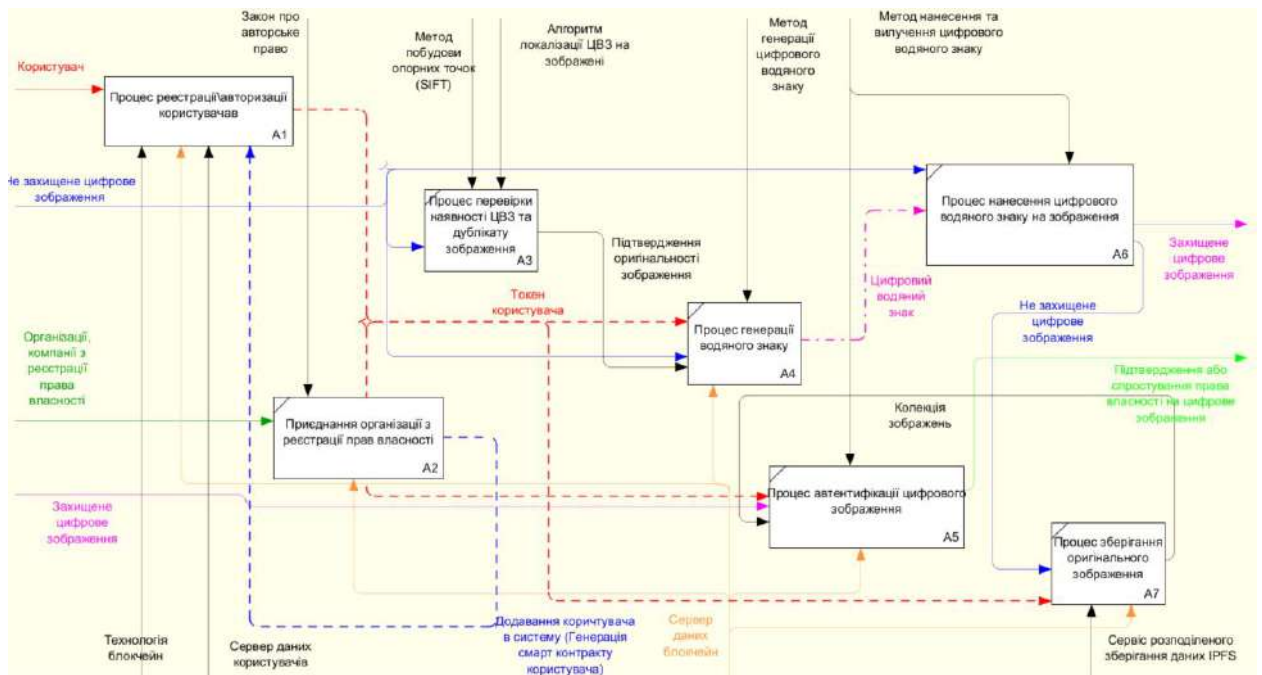 Закон про
авторське
право
Метод
побудови
опорних точок
(SIFT)
Алгоритм
локалізації ЦВЗ на
зображені
Метод
генерації
цифрового
водяного
знаку
Метод нанесення та
вилучення цифрового
водяного знаку
Користувач
Процес реєстрації\авторизації
користувачав
A1
Не захищене цифрове
зображення
Процес перевірки
наявності ЦВЗ та
дублікату
зображення
A3
Підтвердження
оригінальності
зображення
Процес нанесення цифрового
водяного знаку на зображення
A6
Захищене
цифрове
зображення
Цифровий
водяний
знак
Токен
користувача
Процес генерації
водяного знаку
A4
Не захищене
цифрове
зображення
Організації,
компанії з
реєстрації
права
власності
Приєднання організації з
реєстрації прав власності
A2
Підтвердження або
спростування права
власності на цифрове
зображення
Колекція
зображень
Процес автентифікації цифрового
зображення
A5
Захищене
цифрове
зображення
Процес зберігання
оригінального
зображення
A7
Технологія
блокчейн
Сервер даних
користувачів
Додавання коричтувача
в систему (Генерація
смарт контракту
користувача)
Сервер
даних
блокчейн
Сервіс розподіленого
зберігання даних IPFS